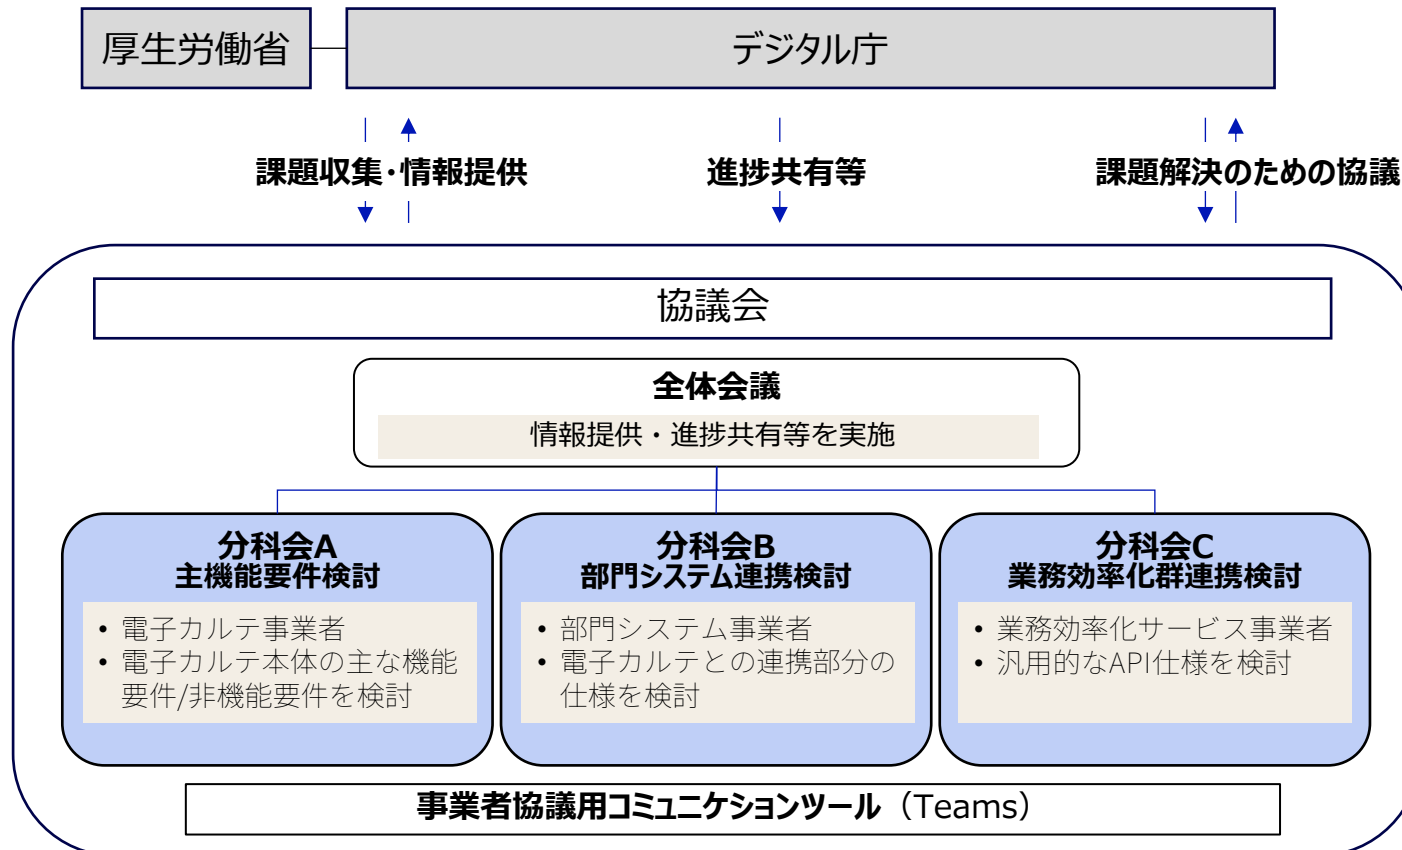 厚生労働省
デジタル庁
課題収集・情報提供
進捗共有等
課題解決のための協議
協議会
全体会議
情報提供・進捗共有等を実施
分科会A
主機能要件検討
• 電子カルテ事業者
• 電子カルテ本体の主な機能
要件/非機能要件を検討
分科会B
部門システム連携検討
• 部門システム事業者
• 電子カルテとの連携部分の
仕様を検討
分科会C
業務効率化群連携検討
• 業務効率化サービス事業者
• 汎用的なAPI仕様を検討
事業者協議用コミュニケションツール（Teams）